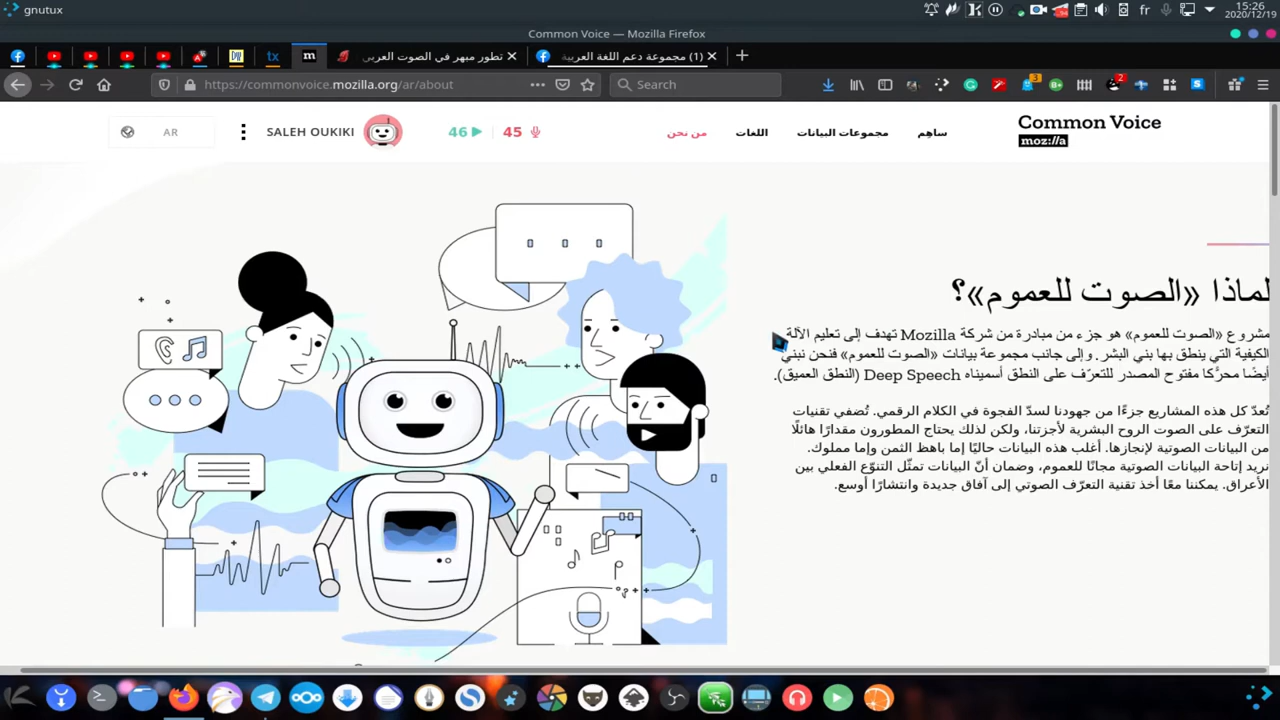 gnutux
fr
15:26
2020/12/19
Common Voice — Mozilla Firefox
تطور مبهر في الصوت العربي
(1) مجموعة دعم اللغة العربية
https://commonvoice.mozilla.org/ar/about
Search
3
2
AR
SALEH OUKIKI
46
45
من نحن
اللغات
مجموعات البيانات
ساهِم
Common Voice
moz://a
لماذا «الصوت للعموم»؟
مشروع «الصوت للعموم» هو جزء من مبادرة من شركة Mozilla تهدف إلى تعليم الآلة
الكيفية التي ينطق بها بني البشر. وإلى جانب مجموعة بيانات «الصوت للعموم» فنحن نبني
أيضًا محرّكا مفتوح المصدر للتعرّف على النطق أسميناه Deep Speech (النطق العميق).
تُعدّ كل هذه المشاريع جزءًا من جهودنا لسدّ الفجوة في الكلام الرقمي. تُضفي تقنيات
التعرّف على الصوت الروح البشرية لأجزتنا، ولكن لذلك يحتاج المطورون مقدارًا هائلًا
من البيانات الصوتية لإنجازها. أغلب هذه البيانات حاليًا إما باهظ الثمن وإما مملوك.
نريد إتاحة البيانات الصوتية مجانًا للعموم، وضمان أنّ البيانات تمثّل التنوّع الفعلي بين
الأعراق. يمكننا معًا أخذ تقنية التعرّف الصوتي إلى آفاق جديدة وانتشارًا أوسع.